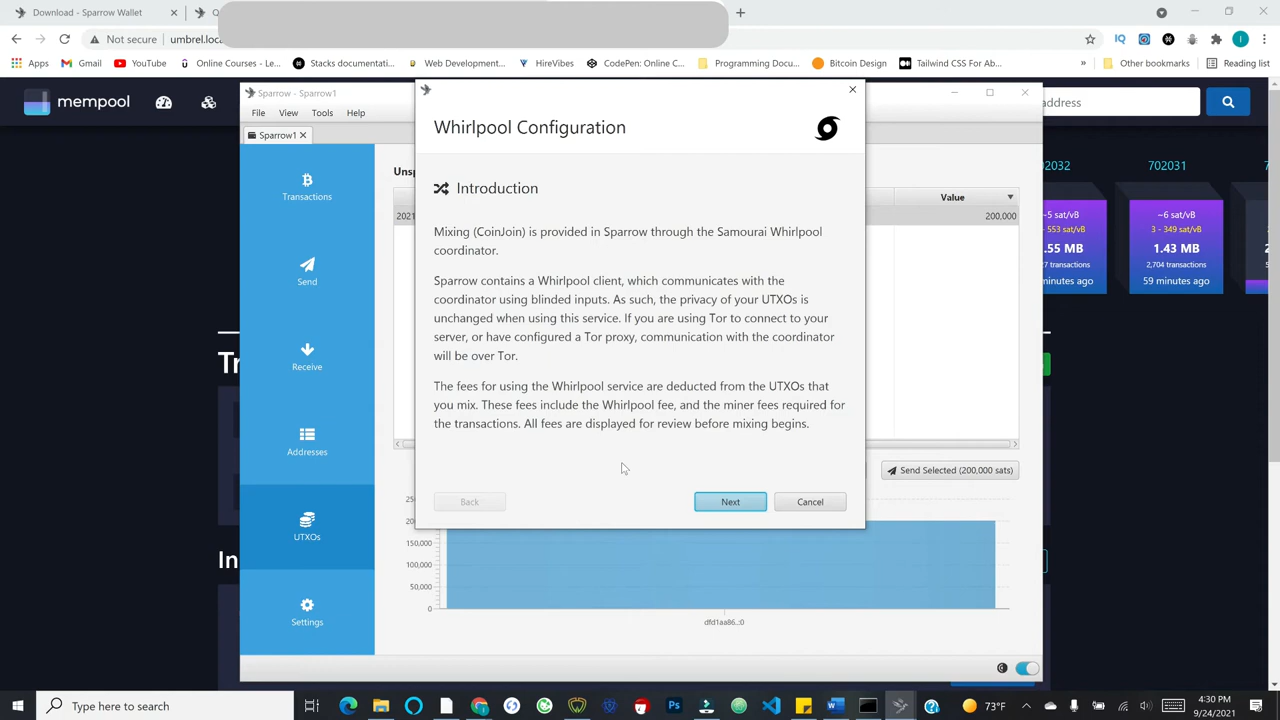 Download - Sparrow Wallet
Not secure
umbrel.loca
IQ
Apps
Gmail
YouTube
Online Courses - Le...
Stacks documentati...
Web Development...
HireVibes
CodePen: Online C...
Programming Docu...
Bitcoin Design
Tailwind CSS For Ab...
»
Other bookmarks
Reading list
mempool
address
Sparrow - Sparrow1
File
View
Tools
Help
Sparrow1
Transactions
Send
Receive
Addresses
UTXOs
Settings
Unsp
2021
Value
200,000
Whirlpool Configuration
Introduction
Mixing (CoinJoin) is provided in Sparrow through the Samourai Whirlpool
coordinator.
Sparrow contains a Whirlpool client, which communicates with the
coordinator using blinded inputs. As such, the privacy of your UTXOs is
unchanged when using this service. If you are using Tor to connect to your
server, or have configured a Tor proxy, communication with the coordinator
will be over Tor.
The fees for using the Whirlpool service are deducted from the UTXOs that
you mix. These fees include the Whirlpool fee, and the miner fees required for
the transactions. All fees are displayed for review before mixing begins.
Back
Next
Cancel
Send Selected (200,000 sats)
25
20
150,000
100,000
50,000
0
dfd1aa86..:0
702032
702031
7
~5 sat/vB
- 553 sat/vB
.55 MB
7 transactions
minutes ago
~6 sat/vB
3 - 349 sat/vB
1.43 MB
2,704 transactions
59 minutes ago
Tr
In
Type here to search
73°F
4:30 PM
9/24/2021